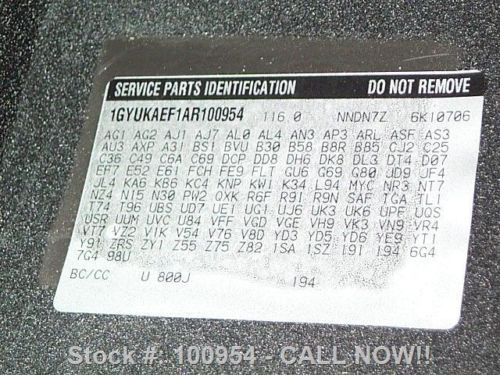 SERVICE PARTS IDENTIFICATION DO NOT REMOVE
1GYUKAEF1AR100954 116.0 NNDN7Z 6K10706
AG1 AG2 AJ1 AJ7 AL0 AL4 AN3 AP3 ARL ASF AS3
AU3 AXP A31 BS1 BVU B30 B58 B8R B85 CJ2 C25
C36 C49 C6A C69 DCP DD8 DH6 DK8 DL3 DT4 D07
EF7 E52 E61 FCH FE9 FLT GU6 G69 G80 JD9 UF4
JL4 KA6 KB6 KC4 KNP KW1 K34 L94 MYC NR3 NT7
NZ4 N15 N30 PW2 QXK R6F R9I R9N SAF TGA TL1
T74 T96 UBS UD7 UET UG1 UJ6 UK3 UK6 UPF UQS
USR UUM UVC U84 VFF VGD VGE VH9 VK3 VN9 VR4
VT7 VZ2 V1K V54 V76 V8D YD3 YD5 YD6 YE9 YT1
Y91 ZRS ZY1 Z55 Z75 Z82 1SA 1SZ 19I 194 6G4
7G4 98U
BC/CC U 800J 194
Stock #: 100954 - CALL NOW!!